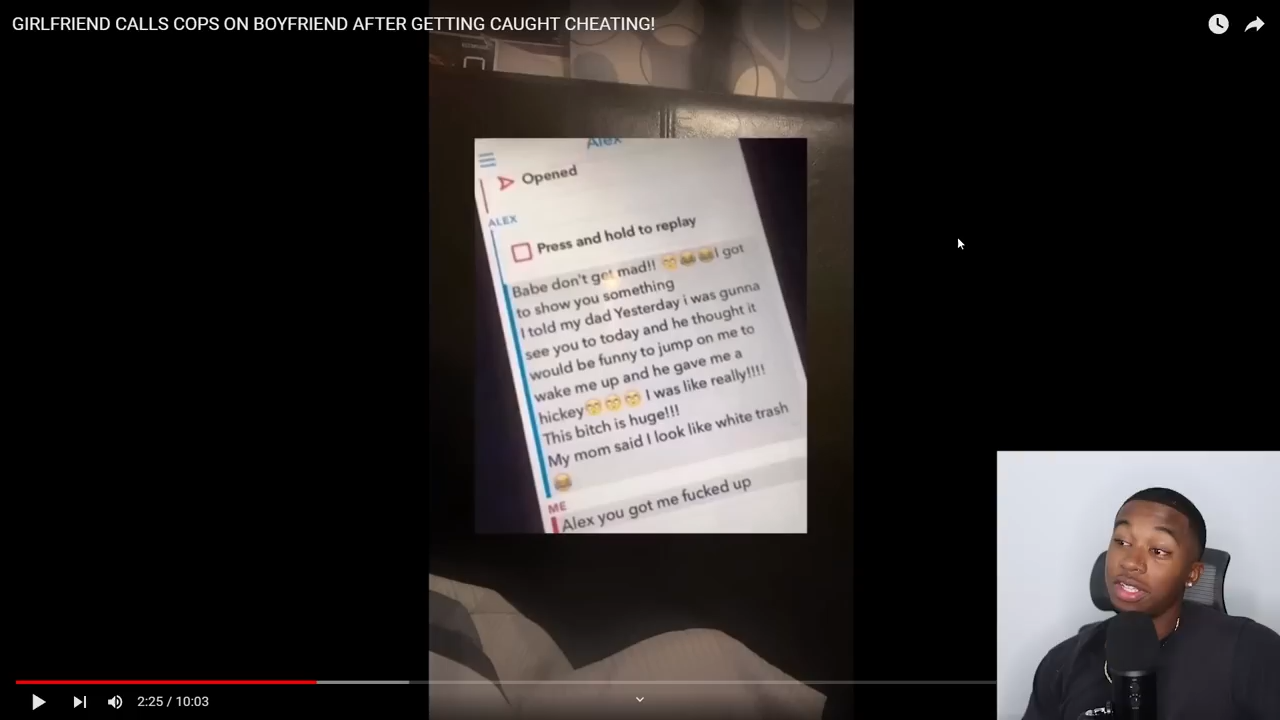 GIRLFRIEND CALLS COPS ON BOYFRIEND AFTER GETTING CAUGHT CHEATING!
Alex
Opened
ALEX
Press and hold to replay
Babe don't get mad!! 😁😂😂I got
to show you something
I told my dad Yesterday i was gunna
see you to today and he thought it
would be funny to jump on me to
wake me up and he gave me a
hickey😁😁😁 I was like really!!!!
This bitch is huge!!!
My mom said I look like white trash
😂
ME
Alex you got me fucked up
2:25 / 10:03